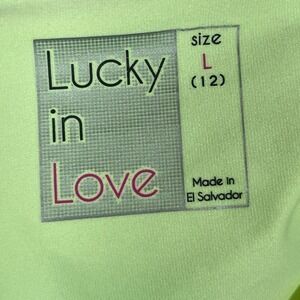 Lucky
in
Love
size
L
(12)
Made in
El Salvador